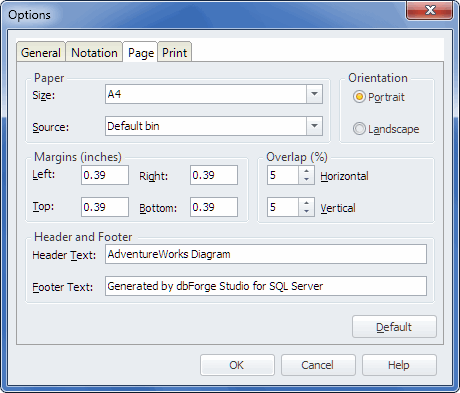 Options
General Notation Page Print
Paper Orientation
Size: A4 Portrait
Source: Default bin Landscape
Margins (inches) Overlap (%)
Left: 0.39 Right: 0.39 5 Horizontal
Top: 0.39 Bottom: 0.39 5 Vertical
Header and Footer
Header Text: AdventureWorks Diagram
Footer Text: Generated by dbForge Studio for SQL Server
Default
OK Cancel Help